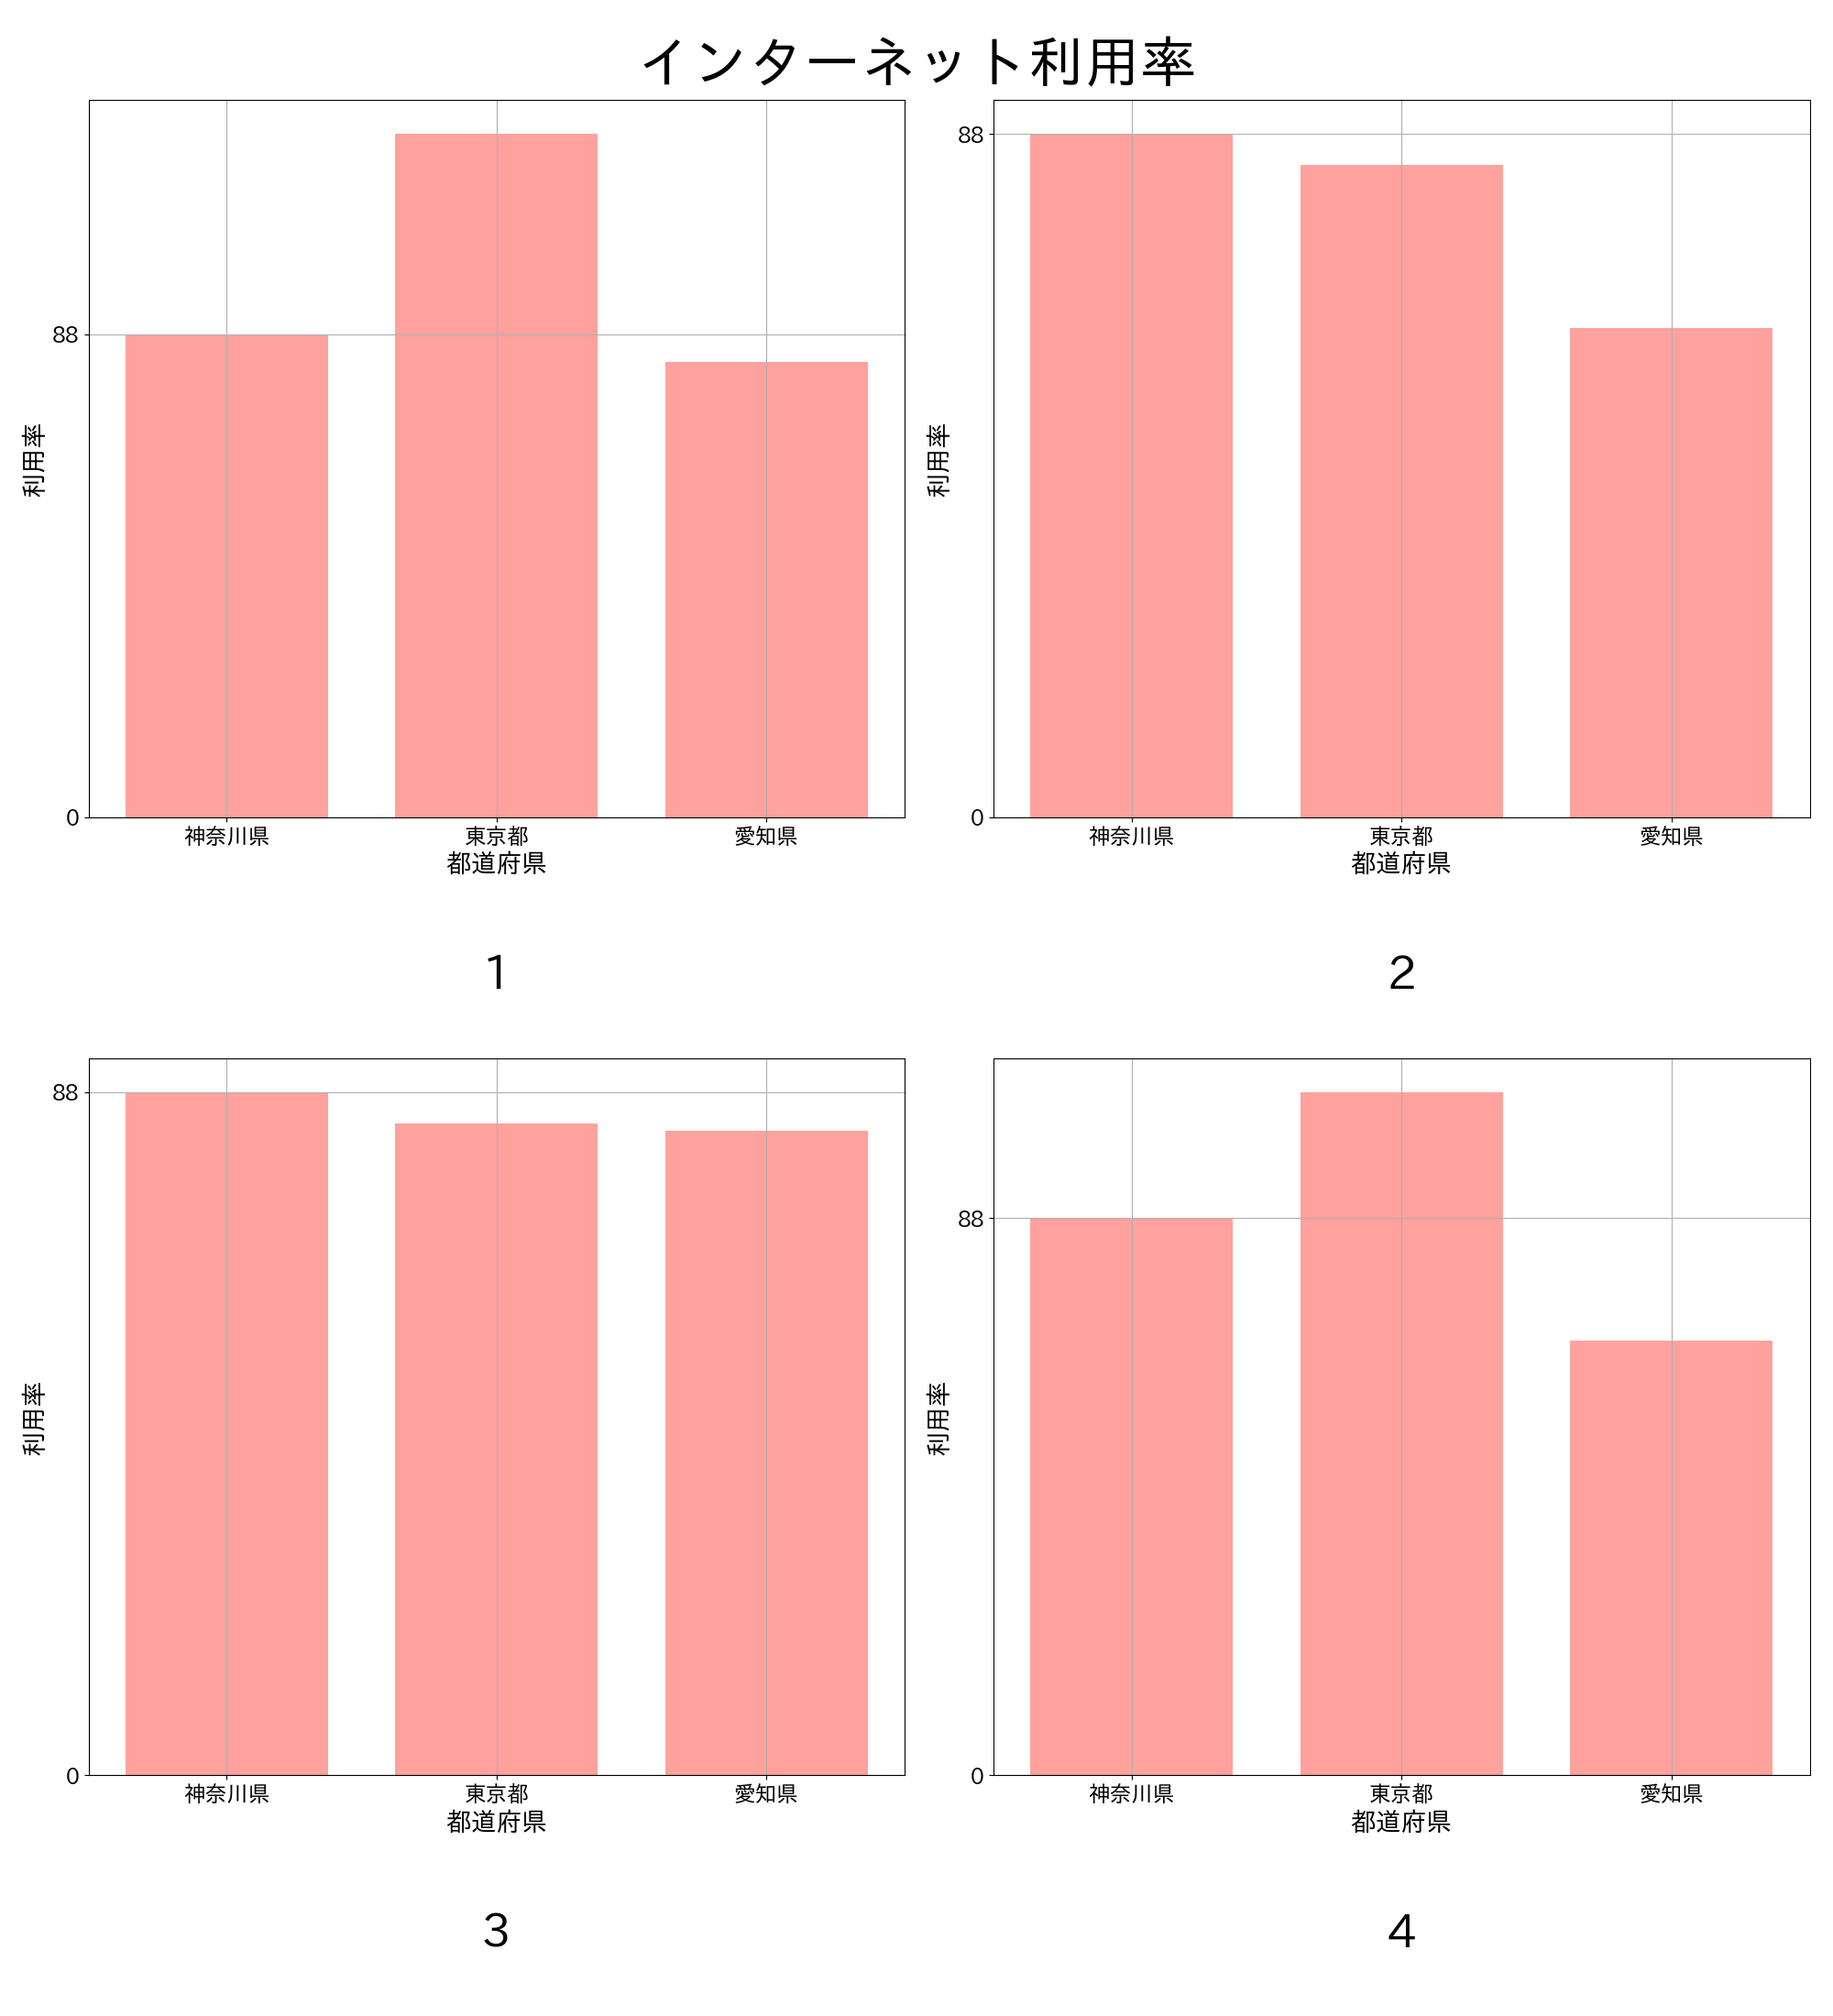 インターネット利用率
88
0
利用率
神奈川県 東京都 愛知県
都道府県
1
88
0
利用率
神奈川県 東京都 愛知県
都道府県
2
88
0
利用率
神奈川県 東京都 愛知県
都道府県
3
88
0
利用率
神奈川県 東京都 愛知県
都道府県
4